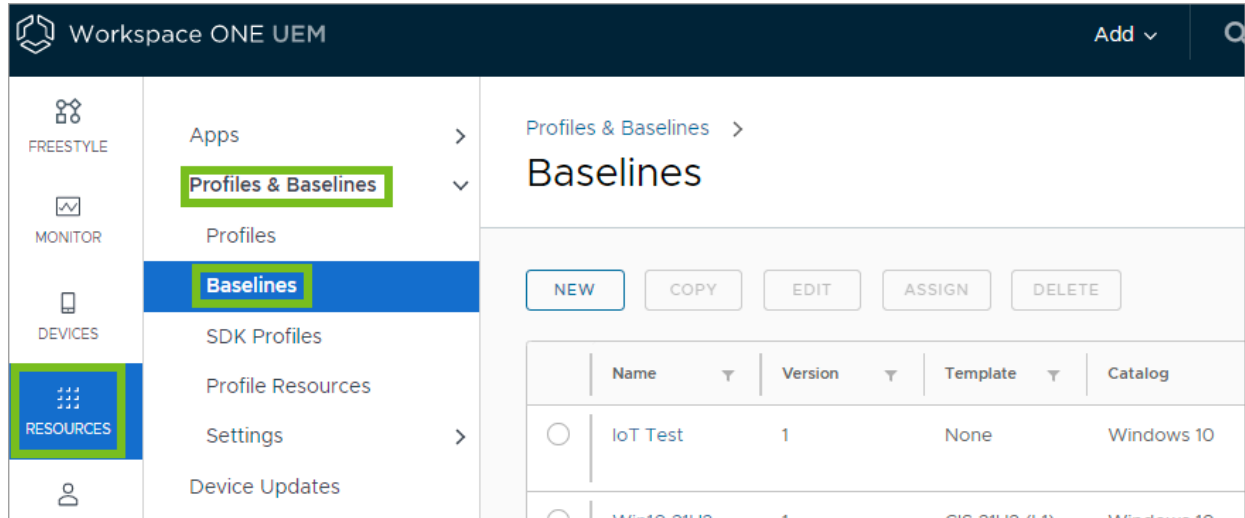 Workspace ONE UEM
Add
FREESTYLE
MONITOR
DEVICES
RESOURCES
Apps
Profiles & Baselines
Profiles
Baselines
SDK Profiles
Profile Resources
Settings
Device Updates
Profiles & Baselines
Baselines
NEW COPY EDIT ASSIGN DELETE
Name Version Template Catalog
IoT Test 1 None Windows 10